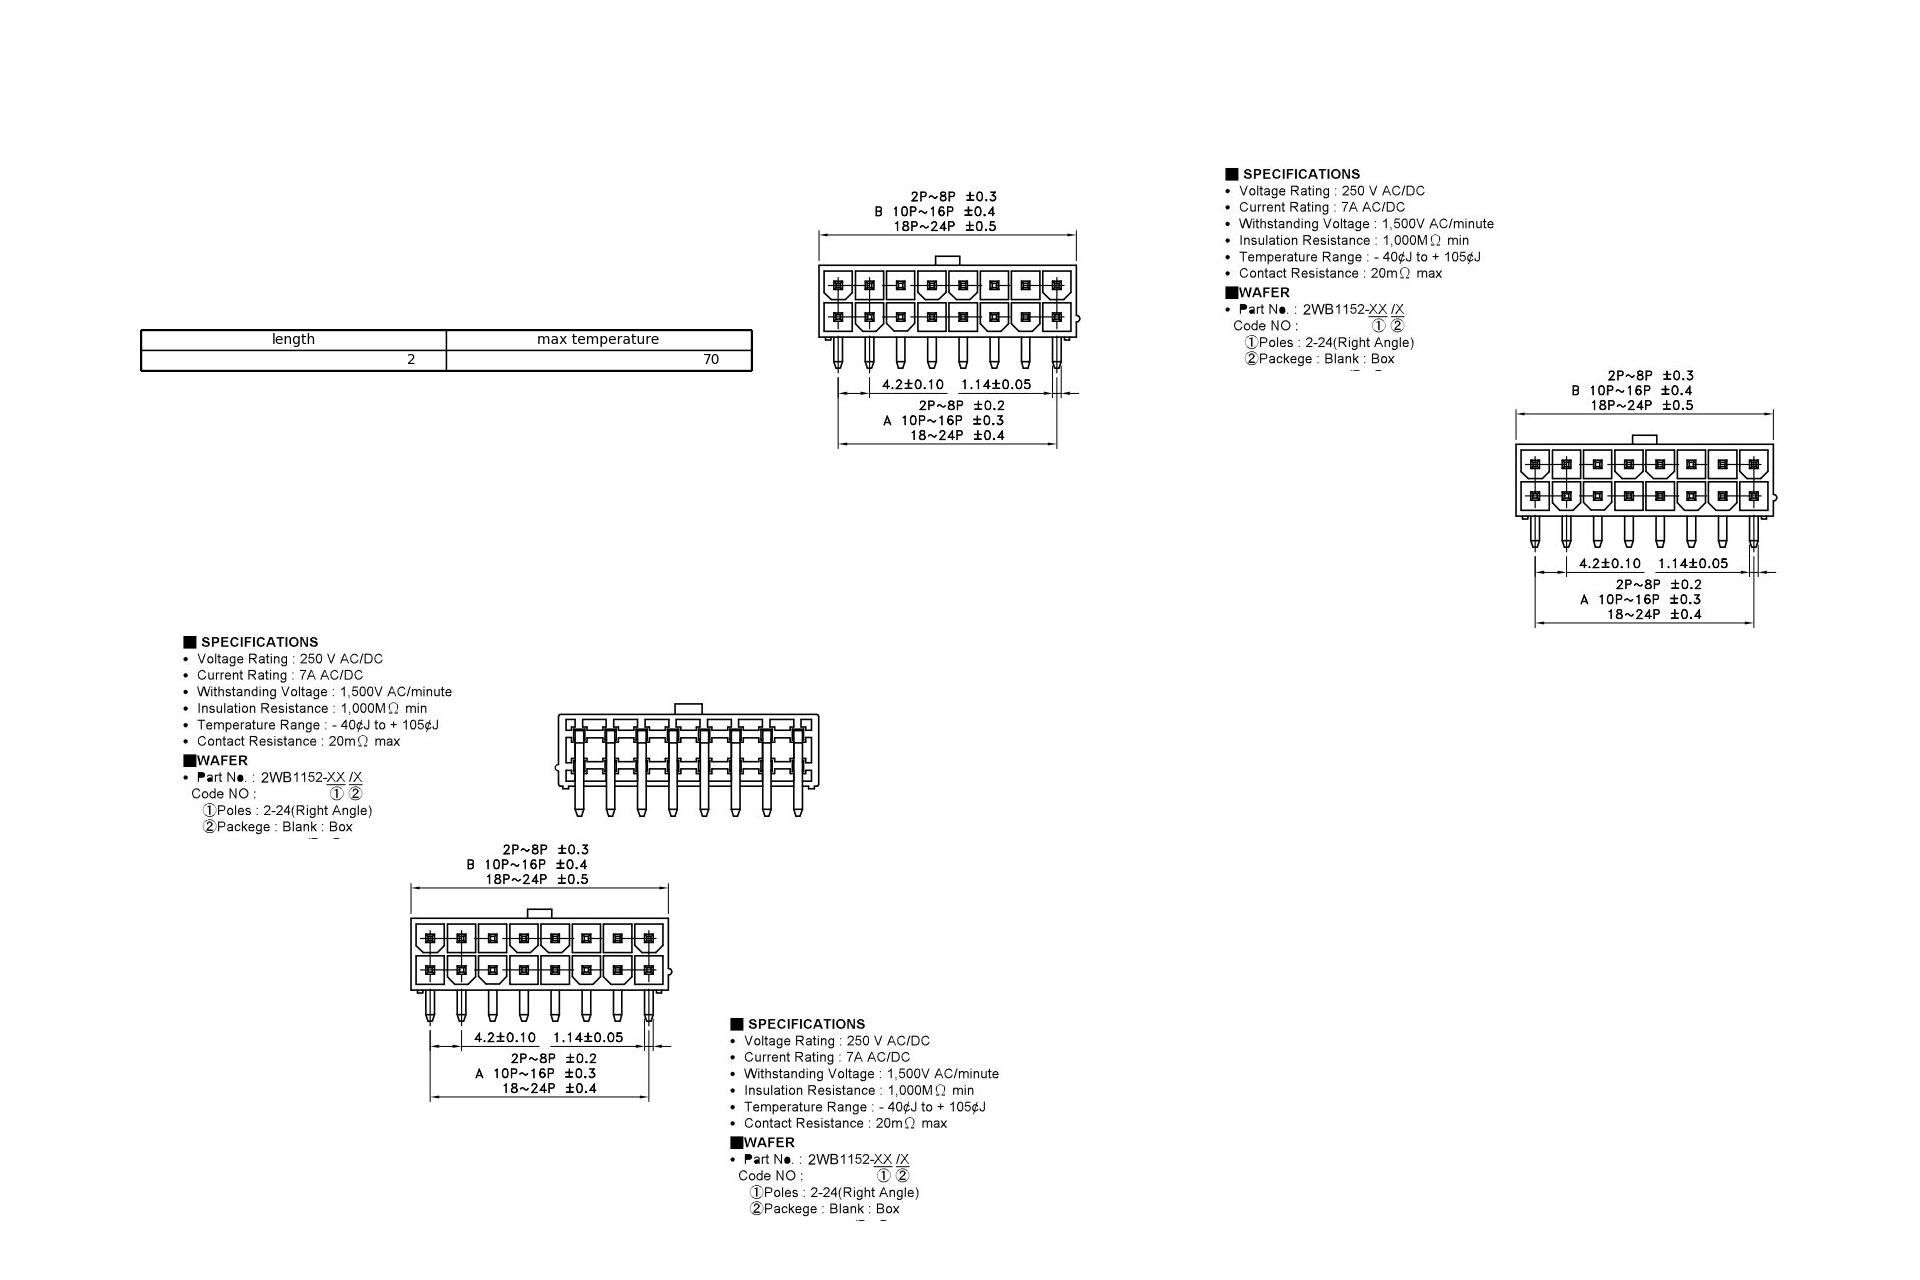 length max temperature
2 70
2P~8P ±0.3
B 10P~16P ±0.4
18P~24P ±0.5
4.2±0.10 1.14±0.05
2P~8P ±0.2
A 10P~16P ±0.3
18~24P ±0.4
■ SPECIFICATIONS
• Voltage Rating : 250 V AC/DC
• Current Rating : 7A AC/DC
• Withstanding Voltage : 1,500V AC/minute
• Insulation Resistance : 1,000MΩ min
• Temperature Range : - 40¢J to + 105¢J
• Contact Resistance : 20mΩ max
■WAFER
• Part No. : 2WB1152-XX /X
Code NO : ① ②
①Poles : 2-24(Right Angle)
②Packege : Blank : Box
2P~8P ±0.3
B 10P~16P ±0.4
18P~24P ±0.5
4.2±0.10 1.14±0.05
2P~8P ±0.2
A 10P~16P ±0.3
18~24P ±0.4
■ SPECIFICATIONS
• Voltage Rating : 250 V AC/DC
• Current Rating : 7A AC/DC
• Withstanding Voltage : 1,500V AC/minute
• Insulation Resistance : 1,000MΩ min
• Temperature Range : - 40¢J to + 105¢J
• Contact Resistance : 20mΩ max
■WAFER
• Part No. : 2WB1152-XX /X
Code NO : ① ②
①Poles : 2-24(Right Angle)
②Packege : Blank : Box
2P~8P ±0.3
B 10P~16P ±0.4
18P~24P ±0.5
4.2±0.10 1.14±0.05
2P~8P ±0.2
A 10P~16P ±0.3
18~24P ±0.4
■ SPECIFICATIONS
• Voltage Rating : 250 V AC/DC
• Current Rating : 7A AC/DC
• Withstanding Voltage : 1,500V AC/minute
• Insulation Resistance : 1,000MΩ min
• Temperature Range : - 40¢J to + 105¢J
• Contact Resistance : 20mΩ max
■WAFER
• Part No. : 2WB1152-XX /X
Code NO : ① ②
①Poles : 2-24(Right Angle)
②Packege : Blank : Box